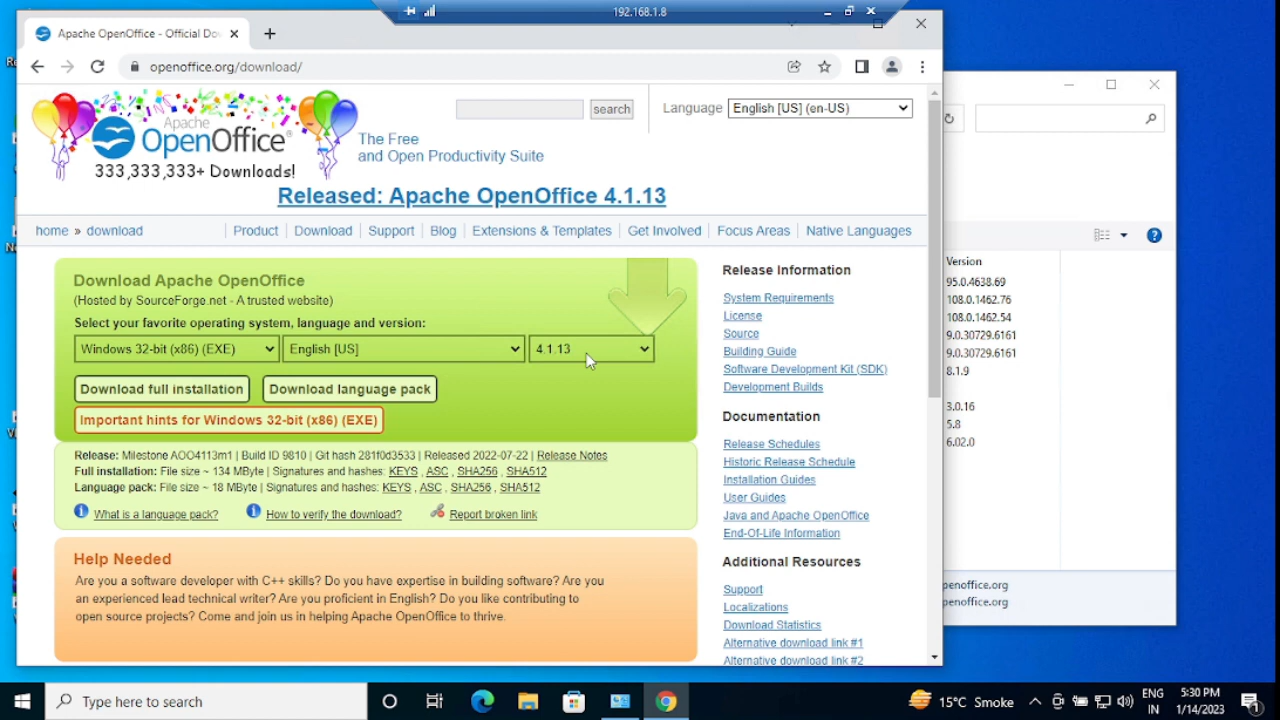 192.168.1.8
Apache OpenOffice - Official Do
openoffice.org/download/
Apache
OpenOffice
333,333,333+ Downloads!
The Free
and Open Productivity Suite
search
Language English [US] (en-US)
Released: Apache OpenOffice 4.1.13
home » download
Product Download Support Blog Extensions & Templates Get Involved Focus Areas Native Languages
Download Apache OpenOffice
(Hosted by SourceForge.net - A trusted website)
Select your favorite operating system, language and version:
Windows 32-bit (x86) (EXE) English [US] 4.1.13
Download full installation Download language pack
Important hints for Windows 32-bit (x86) (EXE)
Release: Milestone AOO4113m1 | Build ID 9810 | Git hash 281f0d3533 | Released 2022-07-22 | Release Notes
Full installation: File size ~ 134 MByte | Signatures and hashes: KEYS , ASC , SHA256 , SHA512
Language pack: File size ~ 18 MByte | Signatures and hashes: KEYS , ASC , SHA256 , SHA512
What is a language pack? How to verify the download? Report broken link
Help Needed
Are you a software developer with C++ skills? Do you have expertise in building software? Are you
an experienced lead technical writer? Are you proficient in English? Do you like contributing to
open source projects? Come and join us in helping Apache OpenOffice to thrive.
Release Information
System Requirements
License
Source
Building Guide
Software Development Kit (SDK)
Development Builds
Documentation
Release Schedules
Historic Release Schedule
Installation Guides
User Guides
Java and Apache OpenOffice
End-Of-Life Information
Additional Resources
Support
Localizations
Download Statistics
Alternative download link #1
Alternative download link #2
Version
95.0.4638.69
108.0.1462.76
108.0.1462.54
9.0.30729.6161
9.0.30729.6161
8.1.9
3.0.16
5.8
6.02.0
penoffice.org
penoffice.org
Type here to search
15°C Smoke
ENG
IN
5:30 PM
1/14/2023
1